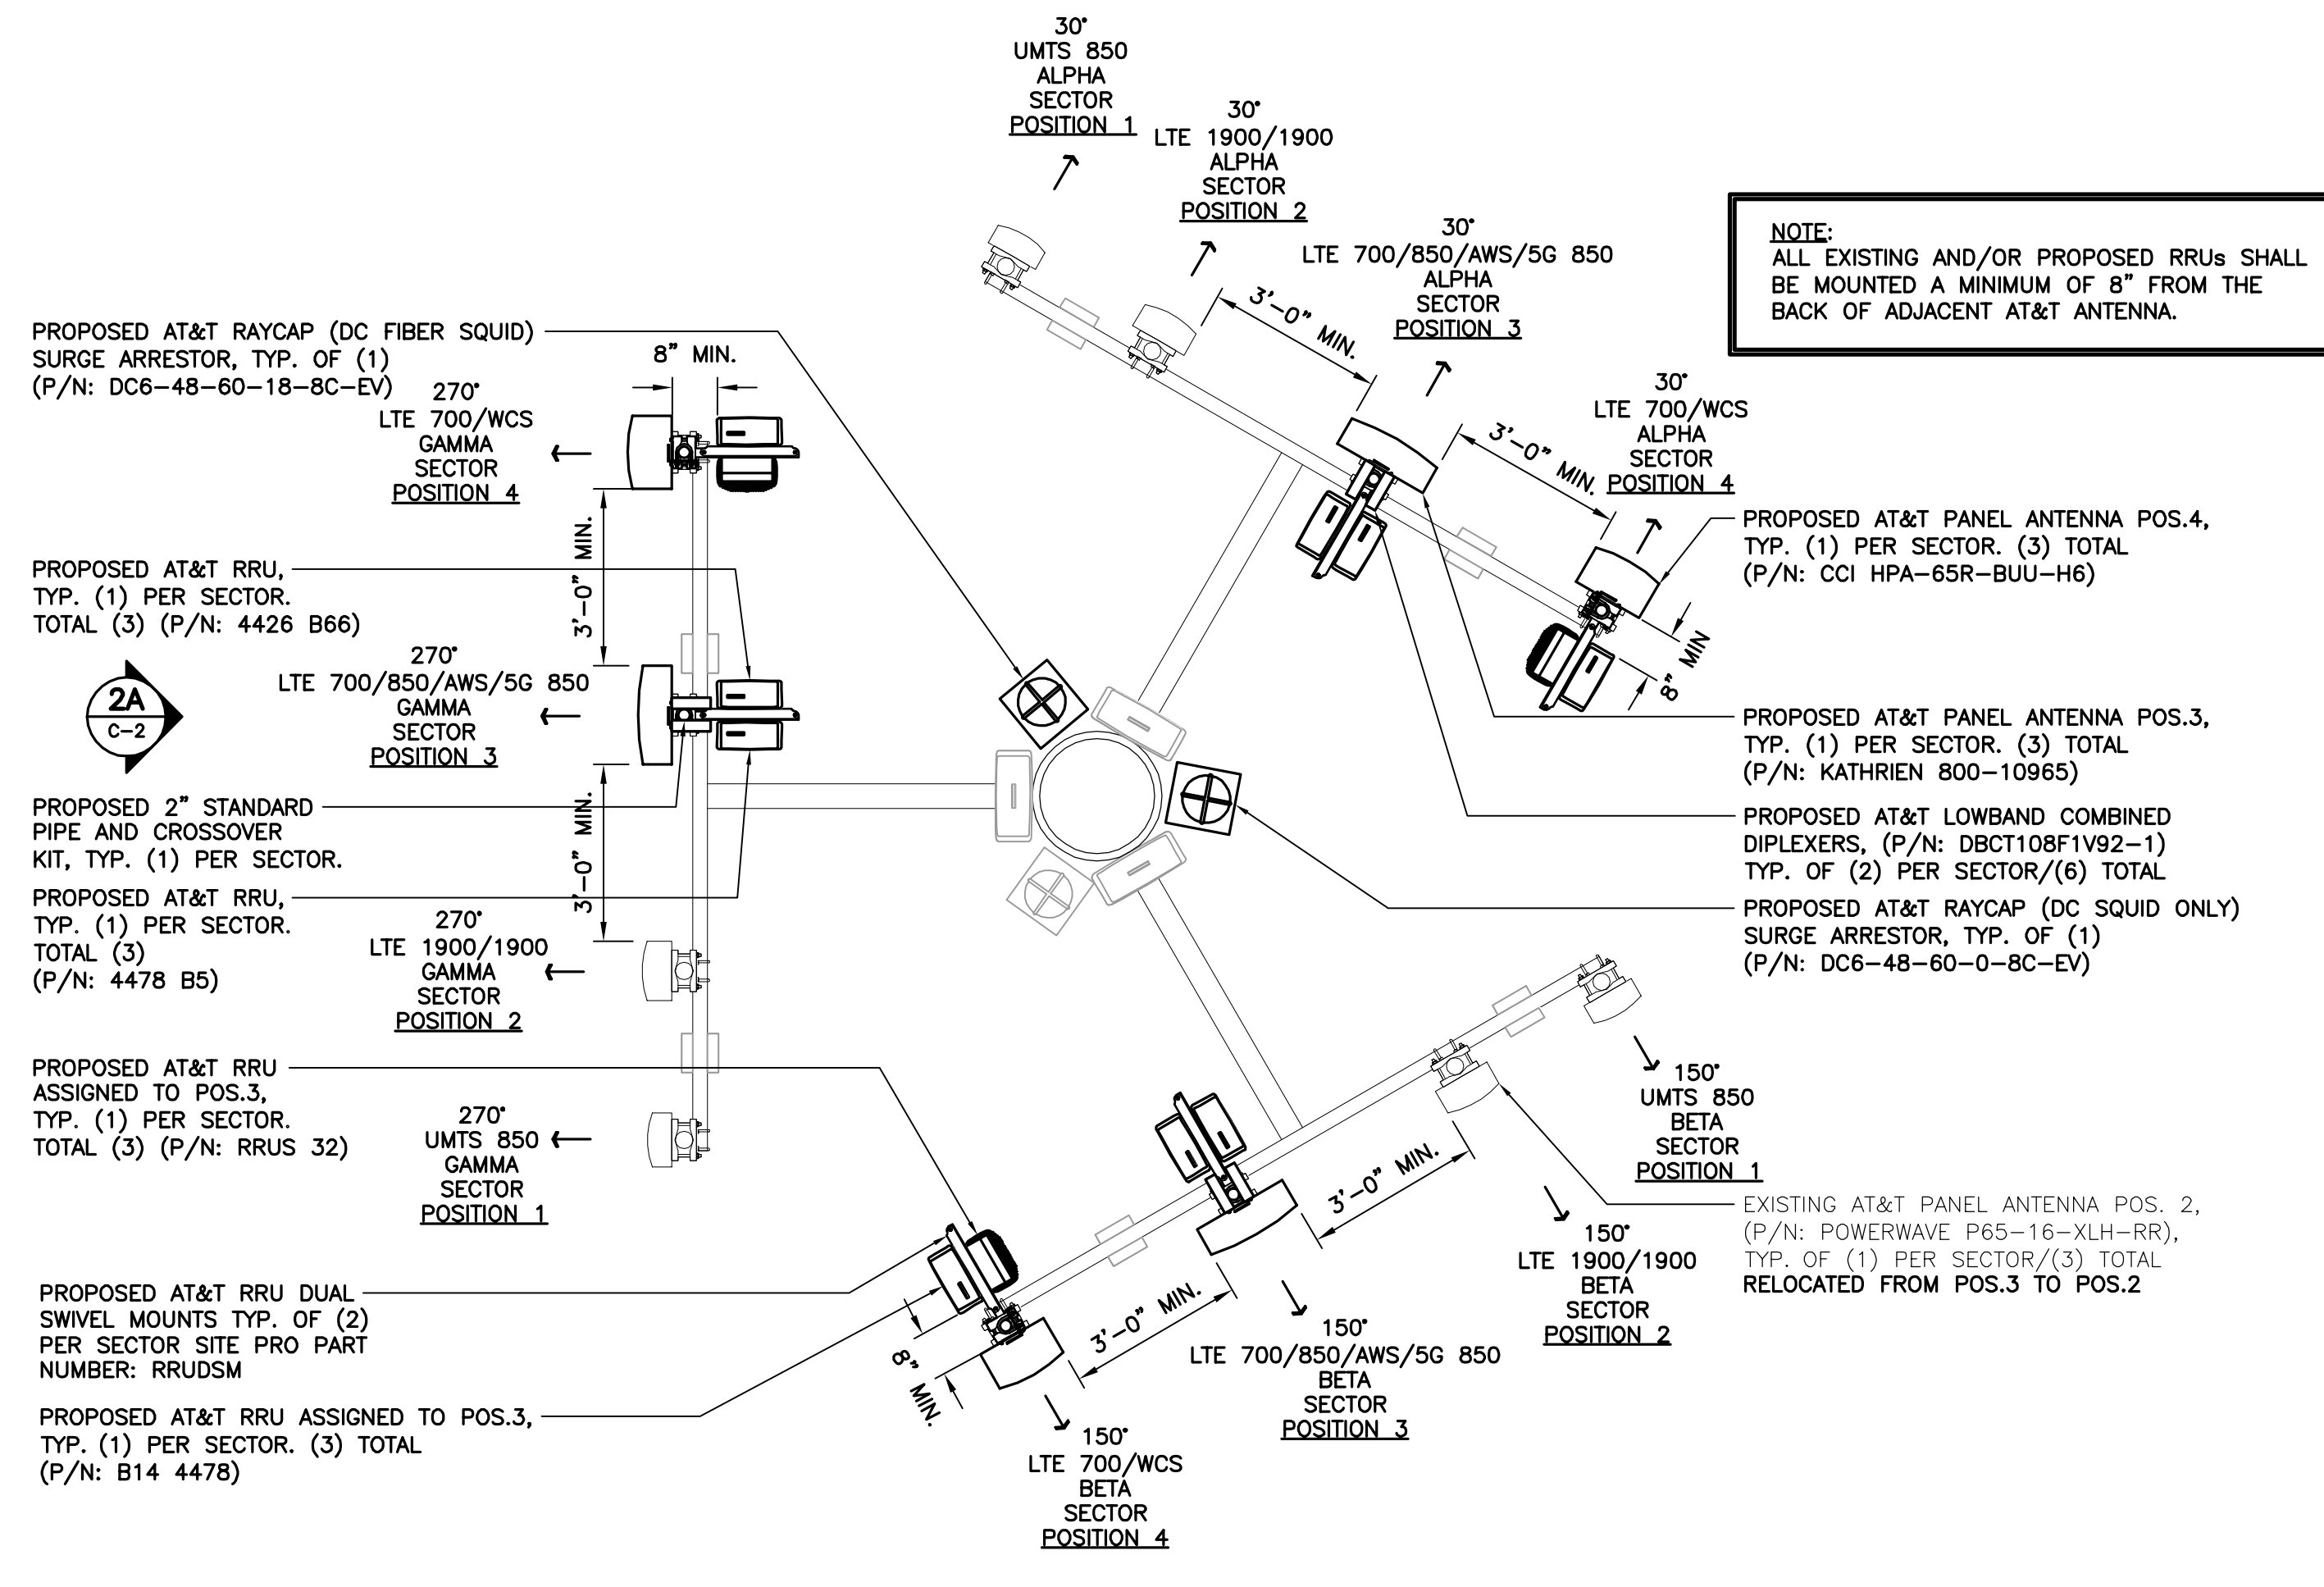 30°
UMTS 850
ALPHA
SECTOR
POSITION 1
30°
LTE 1900/1900
ALPHA
SECTOR
POSITION 2
30°
LTE 700/850/AWS/5G 850
ALPHA
SECTOR
POSITION 3
30°
LTE 700/WCS
ALPHA
SECTOR
POSITION 4
3'-0" MIN.
3'-0" MIN.
8" MIN
NOTE:
ALL EXISTING AND/OR PROPOSED RRUs SHALL
BE MOUNTED A MINIMUM OF 8" FROM THE
BACK OF ADJACENT AT&T ANTENNA.
PROPOSED AT&T RAYCAP (DC FIBER SQUID)
SURGE ARRESTOR, TYP. OF (1)
(P/N: DC6-48-60-18-8C-EV)
8" MIN.
270°
LTE 700/WCS
GAMMA
SECTOR
POSITION 4
3'-0" MIN.
PROPOSED AT&T RRU,
TYP. (1) PER SECTOR.
TOTAL (3) (P/N: 4426 B66)
2A
C-2
270°
LTE 700/850/AWS/5G 850
GAMMA
SECTOR
POSITION 3
3'-0" MIN.
PROPOSED 2" STANDARD
PIPE AND CROSSOVER
KIT, TYP. (1) PER SECTOR.
PROPOSED AT&T RRU,
TYP. (1) PER SECTOR.
TOTAL (3)
(P/N: 4478 B5)
270°
LTE 1900/1900
GAMMA
SECTOR
POSITION 2
PROPOSED AT&T RRU
ASSIGNED TO POS.3,
TYP. (1) PER SECTOR.
TOTAL (3) (P/N: RRUS 32)
270°
UMTS 850
GAMMA
SECTOR
POSITION 1
PROPOSED AT&T RRU DUAL
SWIVEL MOUNTS TYP. OF (2)
PER SECTOR SITE PRO PART
NUMBER: RRUDSM
PROPOSED AT&T RRU ASSIGNED TO POS.3,
TYP. (1) PER SECTOR. (3) TOTAL
(P/N: B14 4478)
PROPOSED AT&T PANEL ANTENNA POS.4,
TYP. (1) PER SECTOR. (3) TOTAL
(P/N: CCI HPA-65R-BUU-H6)
PROPOSED AT&T PANEL ANTENNA POS.3,
TYP. (1) PER SECTOR. (3) TOTAL
(P/N: KATHRIEN 800-10965)
PROPOSED AT&T LOWBAND COMBINED
DIPLEXERS, (P/N: DBCT108F1V92-1)
TYP. OF (2) PER SECTOR/(6) TOTAL
PROPOSED AT&T RAYCAP (DC SQUID ONLY)
SURGE ARRESTOR, TYP. OF (1)
(P/N: DC6-48-60-0-8C-EV)
150°
UMTS 850
BETA
SECTOR
POSITION 1
EXISTING AT&T PANEL ANTENNA POS. 2,
(P/N: POWERWAVE P65-16-XLH-RR),
TYP. OF (1) PER SECTOR/(3) TOTAL
RELOCATED FROM POS.3 TO POS.2
3'-0" MIN.
150°
LTE 1900/1900
BETA
SECTOR
POSITION 2
3'-0" MIN.
150°
LTE 700/850/AWS/5G 850
BETA
SECTOR
POSITION 3
8" MIN.
150°
LTE 700/WCS
BETA
SECTOR
POSITION 4